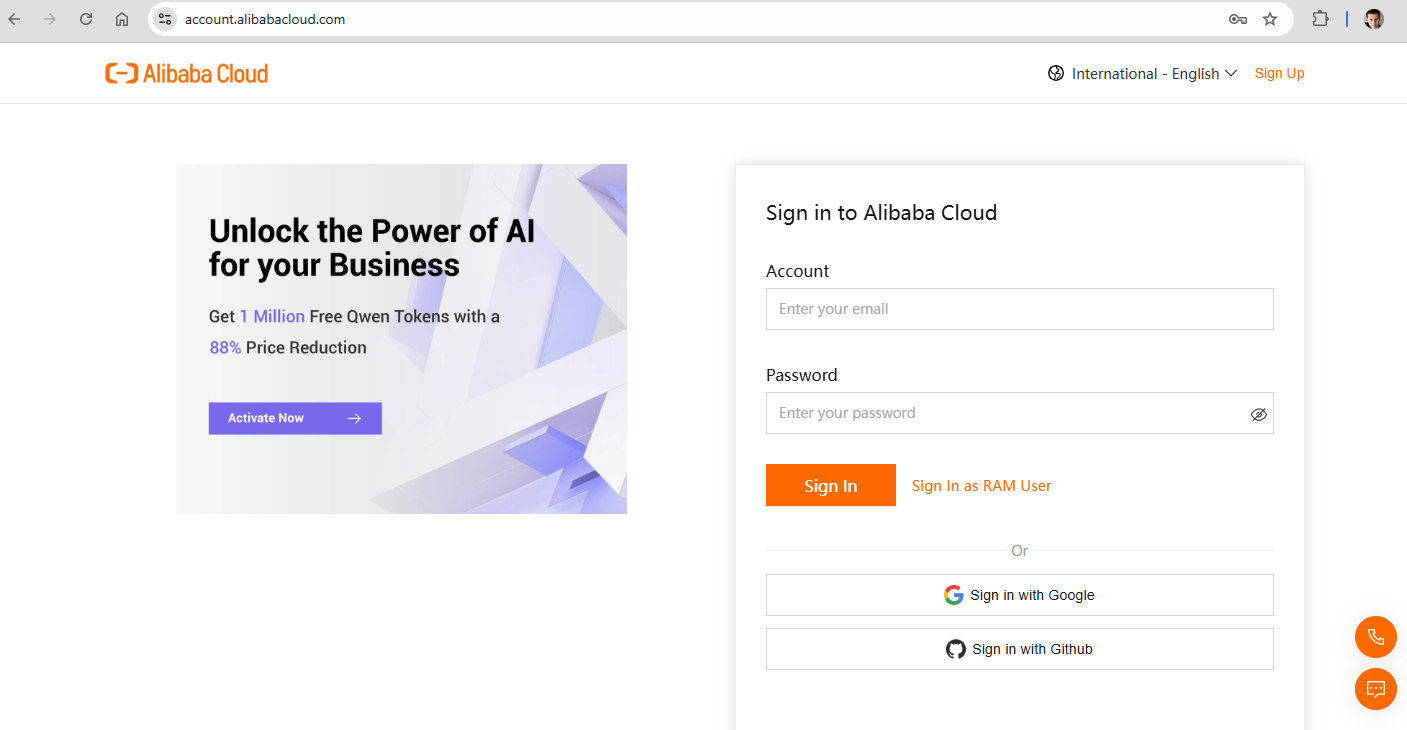 account.alibabacloud.com
Alibaba Cloud
International - English
Sign Up
Unlock the Power of AI
for your Business
Get 1 Million Free Qwen Tokens with a
88% Price Reduction
Activate Now
Sign in to Alibaba Cloud
Account
Enter your email
Password
Enter your password
Sign In
Sign In as RAM User
Or
Sign in with Google
Sign in with Github